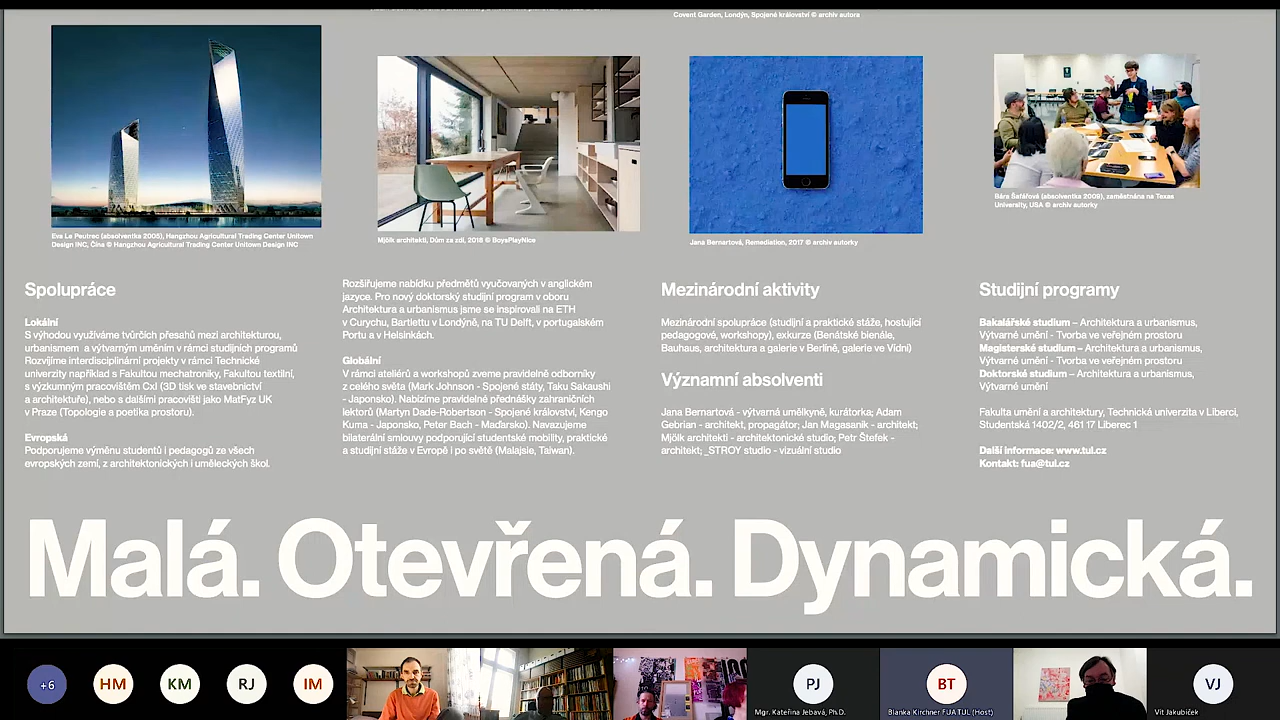 Covent Garden, Londýn, Spojené království © archiv autora
Eva Le Peutrec (absolventka 2005), Hangzhou Agricultural Trading Center Unitown
Design INC, Čína © Hangzhou Agricultural Trading Center Unitown Design INC
Mjölk architekti, Dům za zdí, 2018 © BoysPlayNice
Jana Bernartová, Remediation, 2017 © archiv autorky
Bára Šafářová (absolventka 2009), zaměstnána na Texas
University, USA © archiv autorky
Spolupráce
Lokální
S výhodou využíváme tvůrčích přesahů mezi architekturou,
urbanismem a výtvarným uměním v rámci studijních programů
Rozvíjíme interdisciplinární projekty v rámci Technické
univerzity například s Fakultou mechatroniky, Fakultou textilní,
s výzkumným pracovištěm CxI (3D tisk ve stavebnictví
a architektuře), nebo s dalšími pracovišti jako MatFyz UK
v Praze (Topologie a poetika prostoru).
Evropská
Podporujeme výměnu studentů i pedagogů ze všech
evropských zemí, z architektonických i uměleckých škol.
Rozšiřujeme nabídku předmětů vyučovaných v anglickém
jazyce. Pro nový doktorský studijní program v oboru
Architektura a urbanismus jsme se inspirovali na ETH
v Curychu, Bartlettu v Londýně, na TU Delft, v portugalském
Portu a v Helsinkách.
Globální
V rámci ateliérů a workshopů zveme pravidelně odborníky
z celého světa (Mark Johnson - Spojené státy, Taku Sakaushi
- Japonsko). Nabízíme pravidelné přednášky zahraničních
lektorů (Martyn Dade-Robertson - Spojené království, Kengo
Kuma - Japonsko, Peter Bach - Maďarsko). Navazujeme
bilaterální smlouvy podporující studentské mobility, praktické
a studijní stáže v Evropě i po světě (Malajsie, Taiwan).
Mezinárodní aktivity
Mezinárodní spolupráce (studijní a praktické stáže, hostující
pedagogové, workshopy), exkurze (Benátské bienále,
Bauhaus, architektura a galerie v Berlíně, galerie ve Vídni)
Významní absolventi
Jana Bernartová - výtvarná umělkyně, kurátorka; Adam
Gebrian - architekt, propagátor; Jan Magasanik - architekt;
Mjölk architekti - architektonické studio; Petr Štefek -
architekt; _STROY studio - vizuální studio
Studijní programy
Bakalářské studium – Architektura a urbanismus,
Výtvarné umění - Tvorba ve veřejném prostoru
Magisterské studium – Architektura a urbanismus,
Výtvarné umění - Tvorba ve veřejném prostoru
Doktorské studium – Architektura a urbanismus,
Výtvarné umění
Fakulta umění a architektury, Technická univerzita v Liberci,
Studentská 1402/2, 461 17 Liberec 1
Další informace: www.tul.cz
Kontakt: fua@tul.cz
Malá. Otevřená. Dynamická.
+6
HM
KM
RJ
IM
PJ
Mgr. Kateřina Jebavá, Ph.D.
BT
Blanka Kirchner FUA TUL (Host)
VJ
Vít Jakubíček